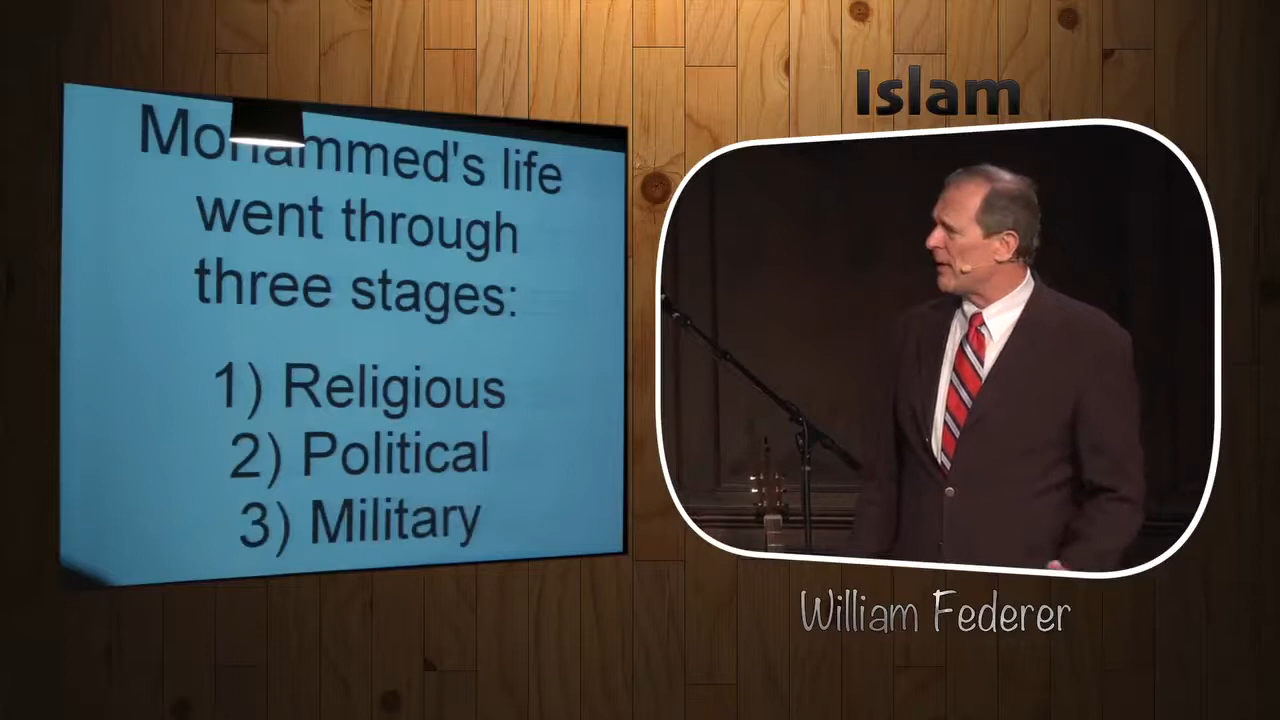 Mohammed's life
went through
three stages:
1) Religious
2) Political
3) Military
Islam
William Federer